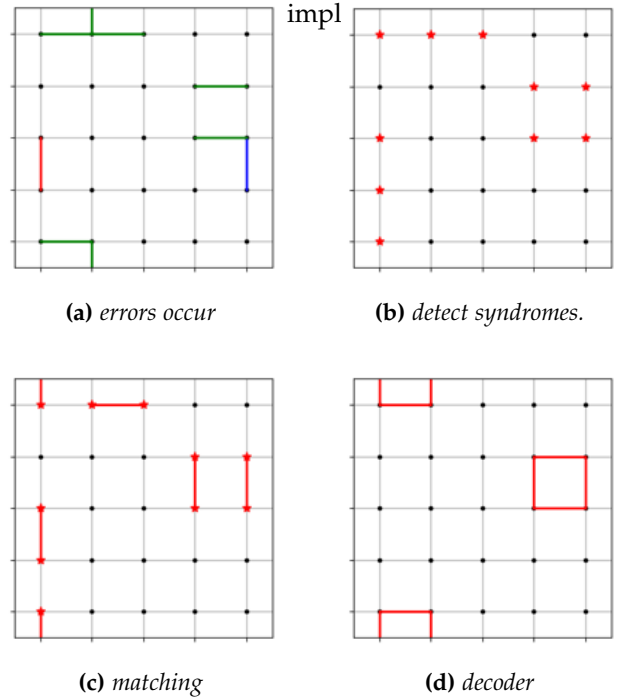 impl
(a) errors occur
(b) detect syndromes.
(c) matching
(d) decoder